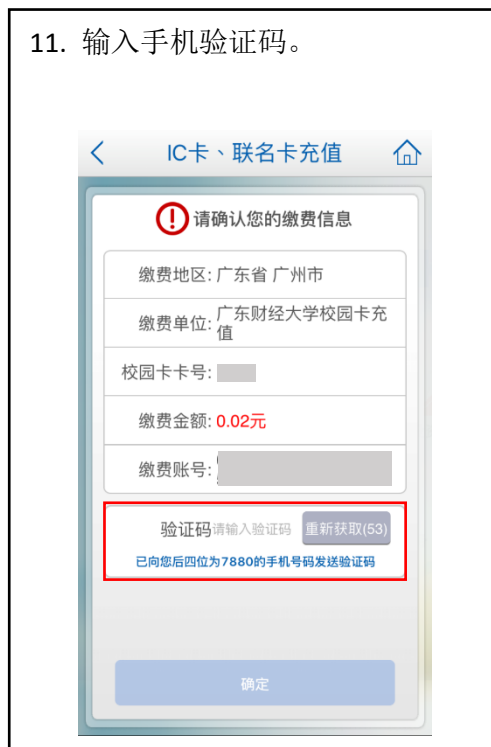 11. 输入手机验证码。
IC卡、联名卡充值
请确认您的缴费信息
缴费地区: 广东省 广州市
缴费单位: 广东财经大学校园卡充
值
校园卡卡号:
缴费金额: 0.02元
缴费账号:
验证码 请输入验证码 重新获取(53)
已向您后四位为7880的手机号码发送验证码
确定